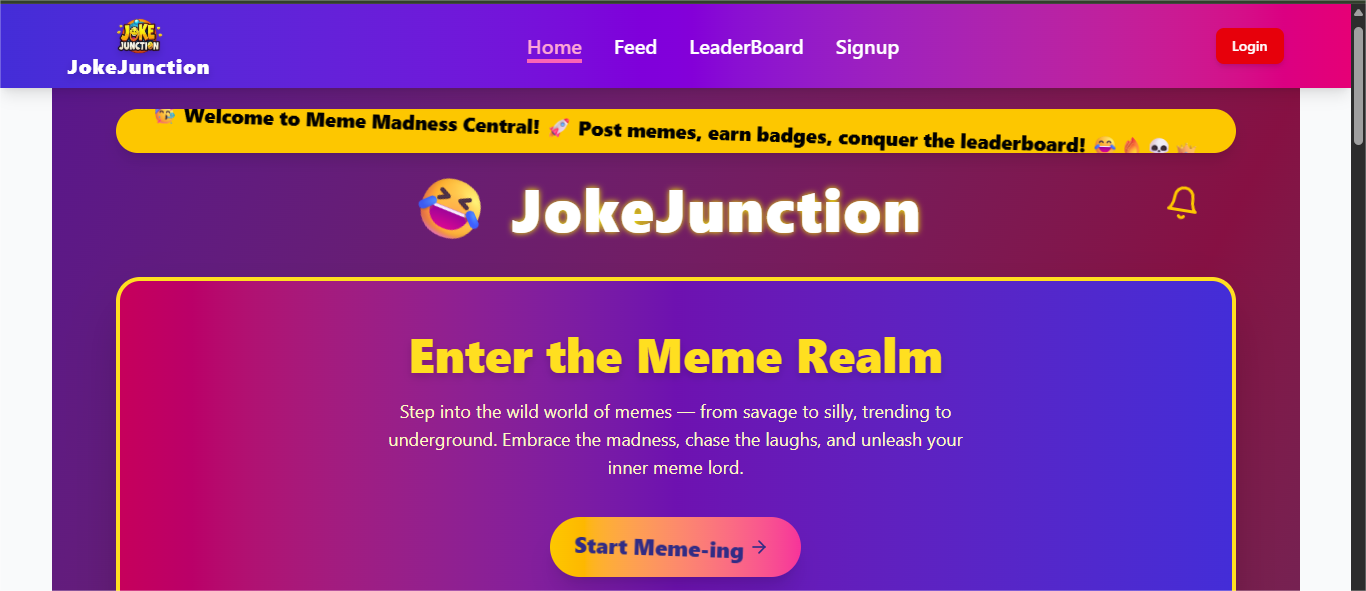 JOKE
JUNCTION
JokeJunction
Home
Feed
LeaderBoard
Signup
Login
🙋 Welcome to Meme Madness Central! 🚀 Post memes, earn badges, conquer the leaderboard! 😂 🔥 💀
🤣 JokeJunction
Enter the Meme Realm
Step into the wild world of memes — from savage to silly, trending to
underground. Embrace the madness, chase the laughs, and unleash your
inner meme lord.
Start Meme-ing →